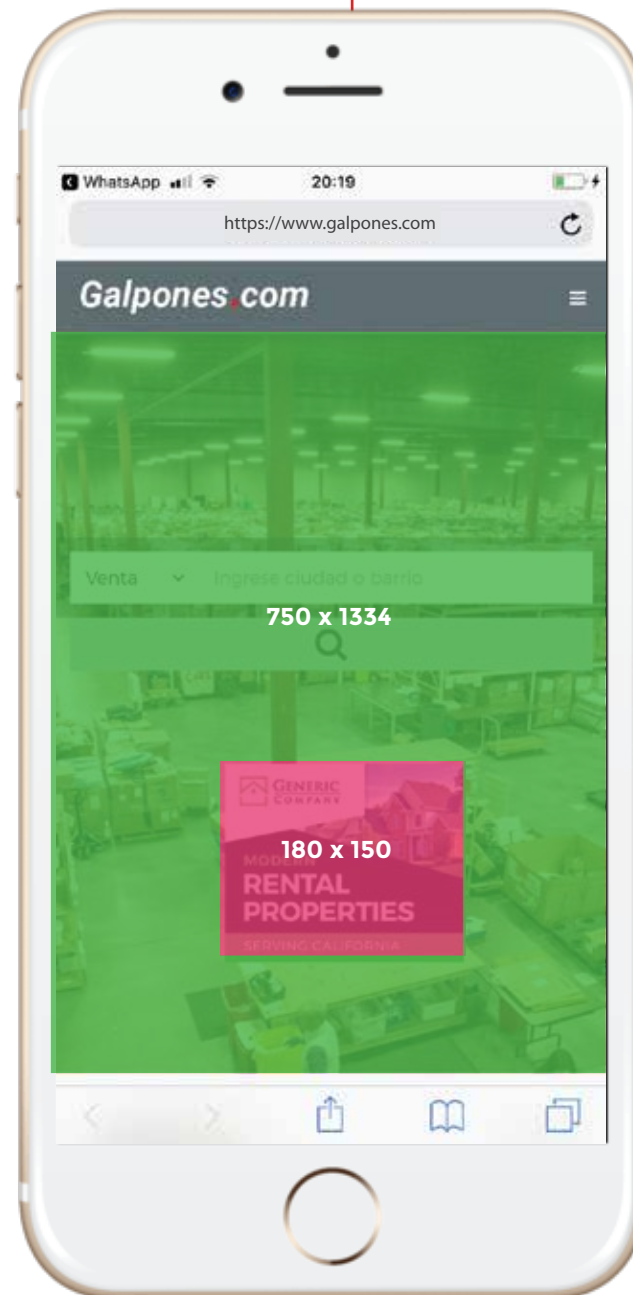 WhatsApp 20:19
https://www.galpones.com
Galpones.com
Venta Ingrese ciudad o barrio
750 x 1334
GENERIC
COMPANY
180 x 150
MODERN
RENTAL
PROPERTIES
SERVING CALIFORNIA